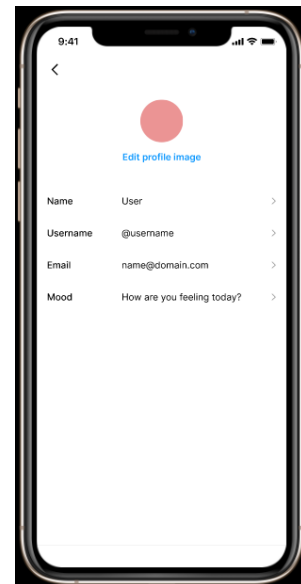 9:41
Edit profile image
Name User
Username @username
Email name@domain.com
Mood How are you feeling today?